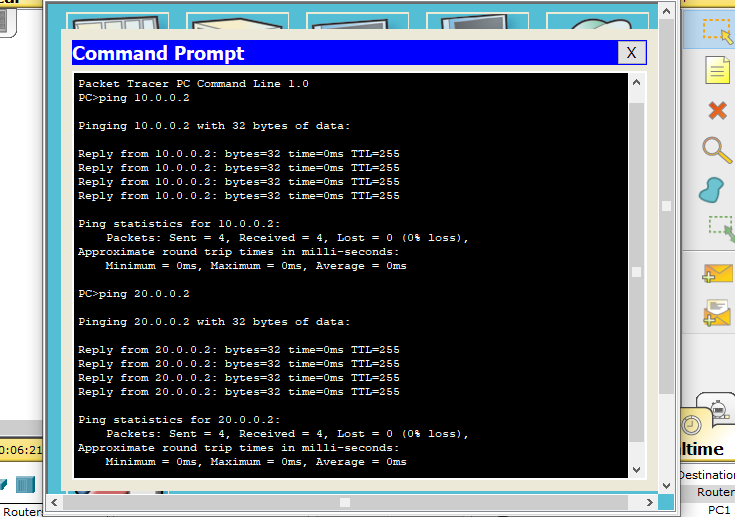 Command Prompt
X
Packet Tracer PC Command Line 1.0
PC>ping 10.0.0.2
Pinging 10.0.0.2 with 32 bytes of data:
Reply from 10.0.0.2: bytes=32 time=0ms TTL=255
Reply from 10.0.0.2: bytes=32 time=0ms TTL=255
Reply from 10.0.0.2: bytes=32 time=0ms TTL=255
Reply from 10.0.0.2: bytes=32 time=0ms TTL=255
Ping statistics for 10.0.0.2:
Packets: Sent = 4, Received = 4, Lost = 0 (0% loss),
Approximate round trip times in milli-seconds:
Minimum = 0ms, Maximum = 0ms, Average = 0ms
PC>ping 20.0.0.2
Pinging 20.0.0.2 with 32 bytes of data:
Reply from 20.0.0.2: bytes=32 time=0ms TTL=255
Reply from 20.0.0.2: bytes=32 time=0ms TTL=255
Reply from 20.0.0.2: bytes=32 time=0ms TTL=255
Reply from 20.0.0.2: bytes=32 time=0ms TTL=255
Ping statistics for 20.0.0.2:
Packets: Sent = 4, Received = 4, Lost = 0 (0% loss),
Approximate round trip times in milli-seconds:
Minimum = 0ms, Maximum = 0ms, Average = 0ms
0:06:21
ltime
Destination
Router
Router
PC1